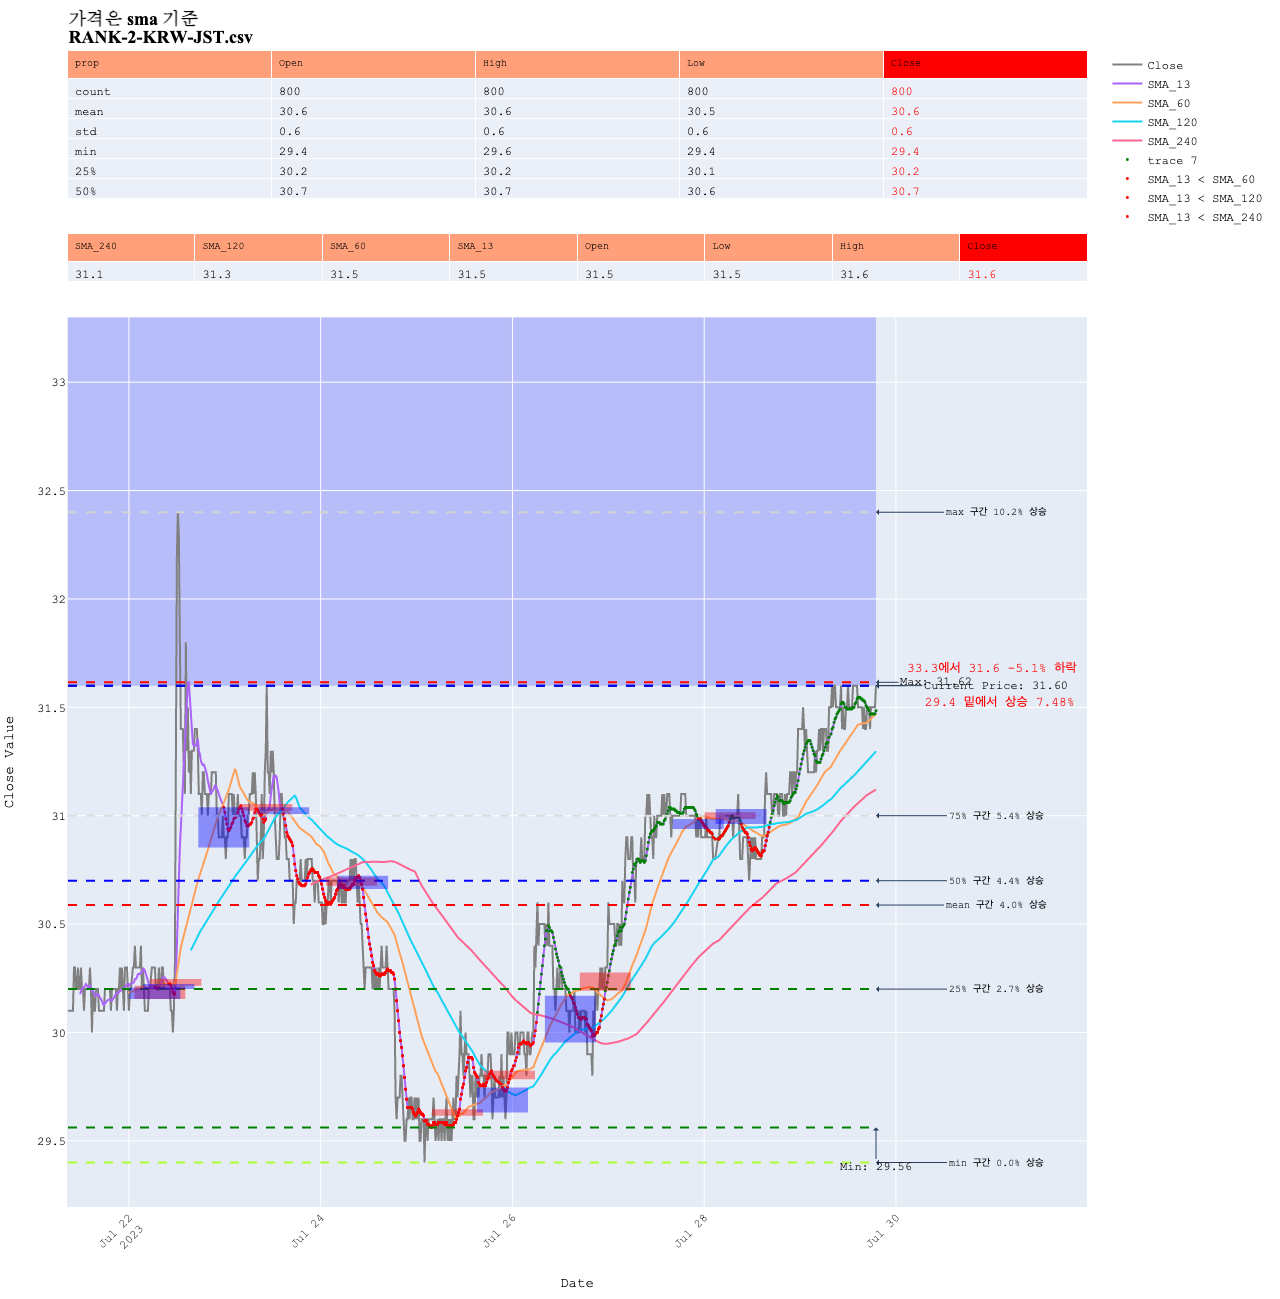 가격은 sma 기준
RANK-2-KRW-JST.csv
prop Open High Low Close
count 800 800 800 800
mean 30.6 30.6 30.5 30.6
std 0.6 0.6 0.6 0.6
min 29.4 29.6 29.4 29.4
25% 30.2 30.2 30.1 30.2
50% 30.7 30.7 30.6 30.7
SMA_240 SMA_120 SMA_60 SMA_13 Open Low High Close
31.1 31.3 31.5 31.5 31.5 31.5 31.6 31.6
Close
SMA_13
SMA_60
SMA_120
SMA_240
trace 7
SMA_13 < SMA_60
SMA_13 < SMA_120
SMA_13 < SMA_240
33
32.5
32
31.5
31
30.5
30
29.5
Close Value
max 구간 10.2% 상승
33.3에서 31.6 -5.1% 하락
Max: 31.62
Current Price: 31.60
29.4 밑에서 상승 7.48%
75% 구간 5.4% 상승
50% 구간 4.4% 상승
mean 구간 4.0% 상승
25% 구간 2.7% 상승
min 구간 0.0% 상승
Min: 29.56
Jul 22
2023
Jul 24
Jul 26
Jul 28
Jul 30
Date